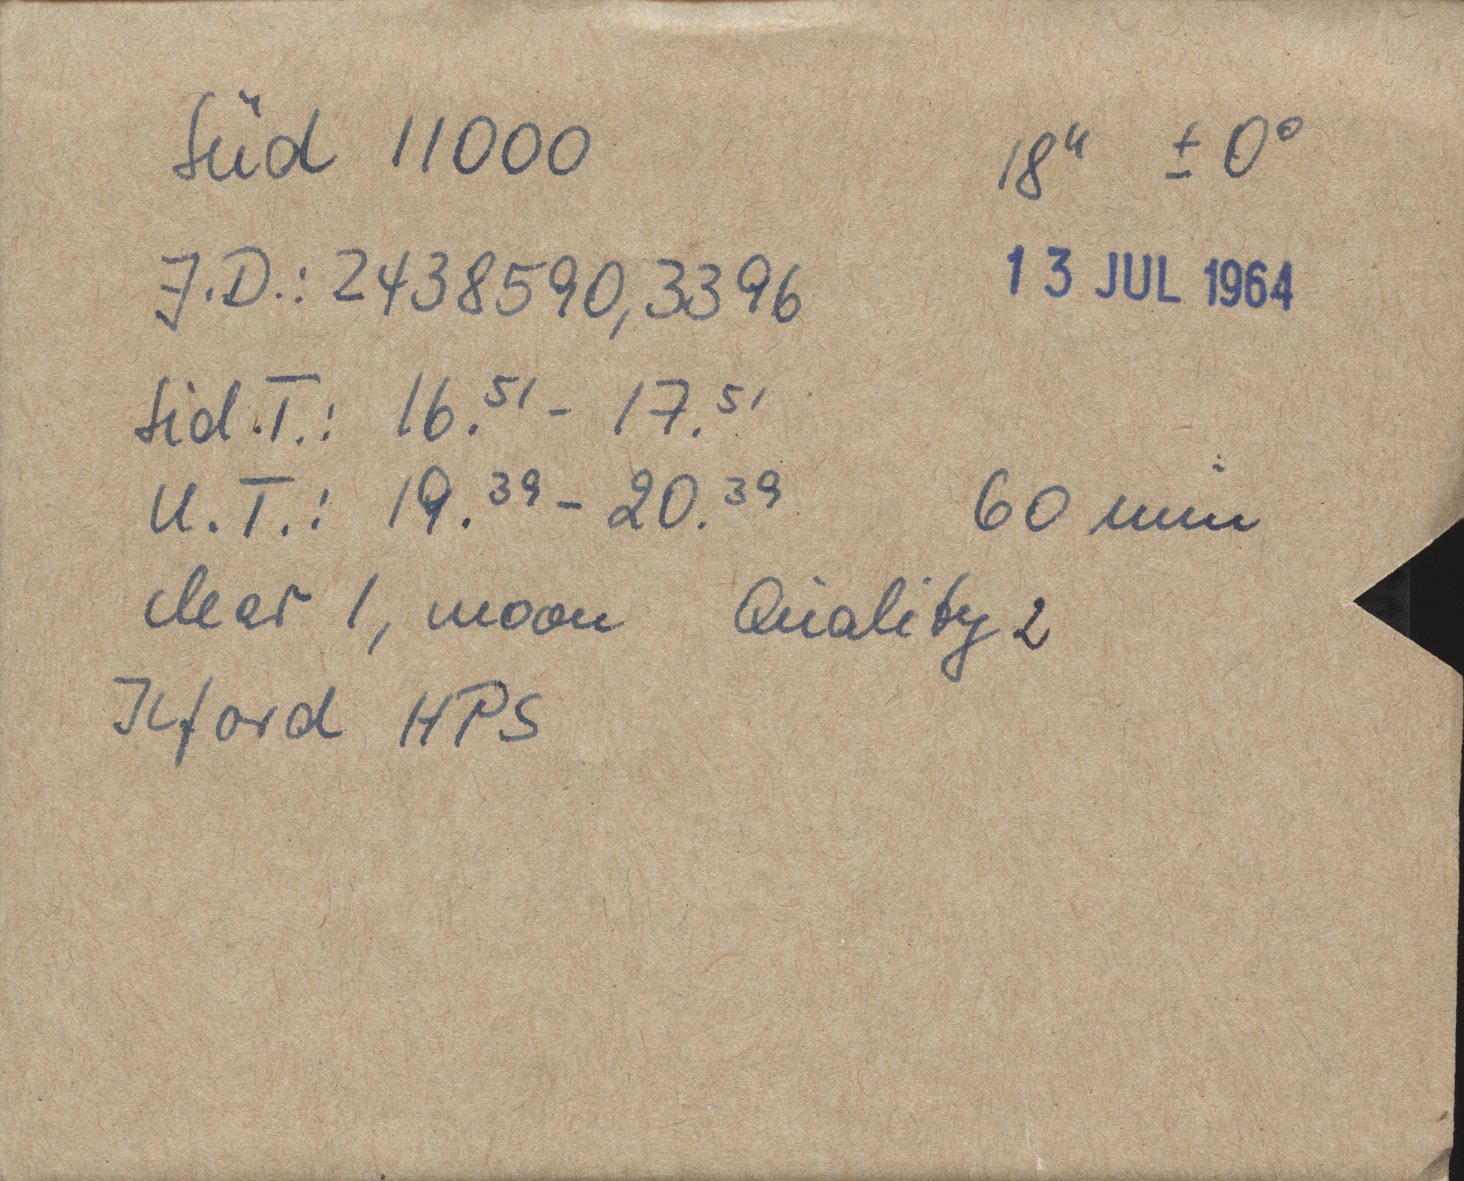 Süd 11000 18ʰ ± 0°
J.D.: 2438590,3396 13 JUL 1964
Sid.T.: 16.⁵¹ - 17.⁵¹
U.T.: 19.³⁹ - 20.³⁹ 60 min
clear 1, moon Quality 2
Ilford HPS